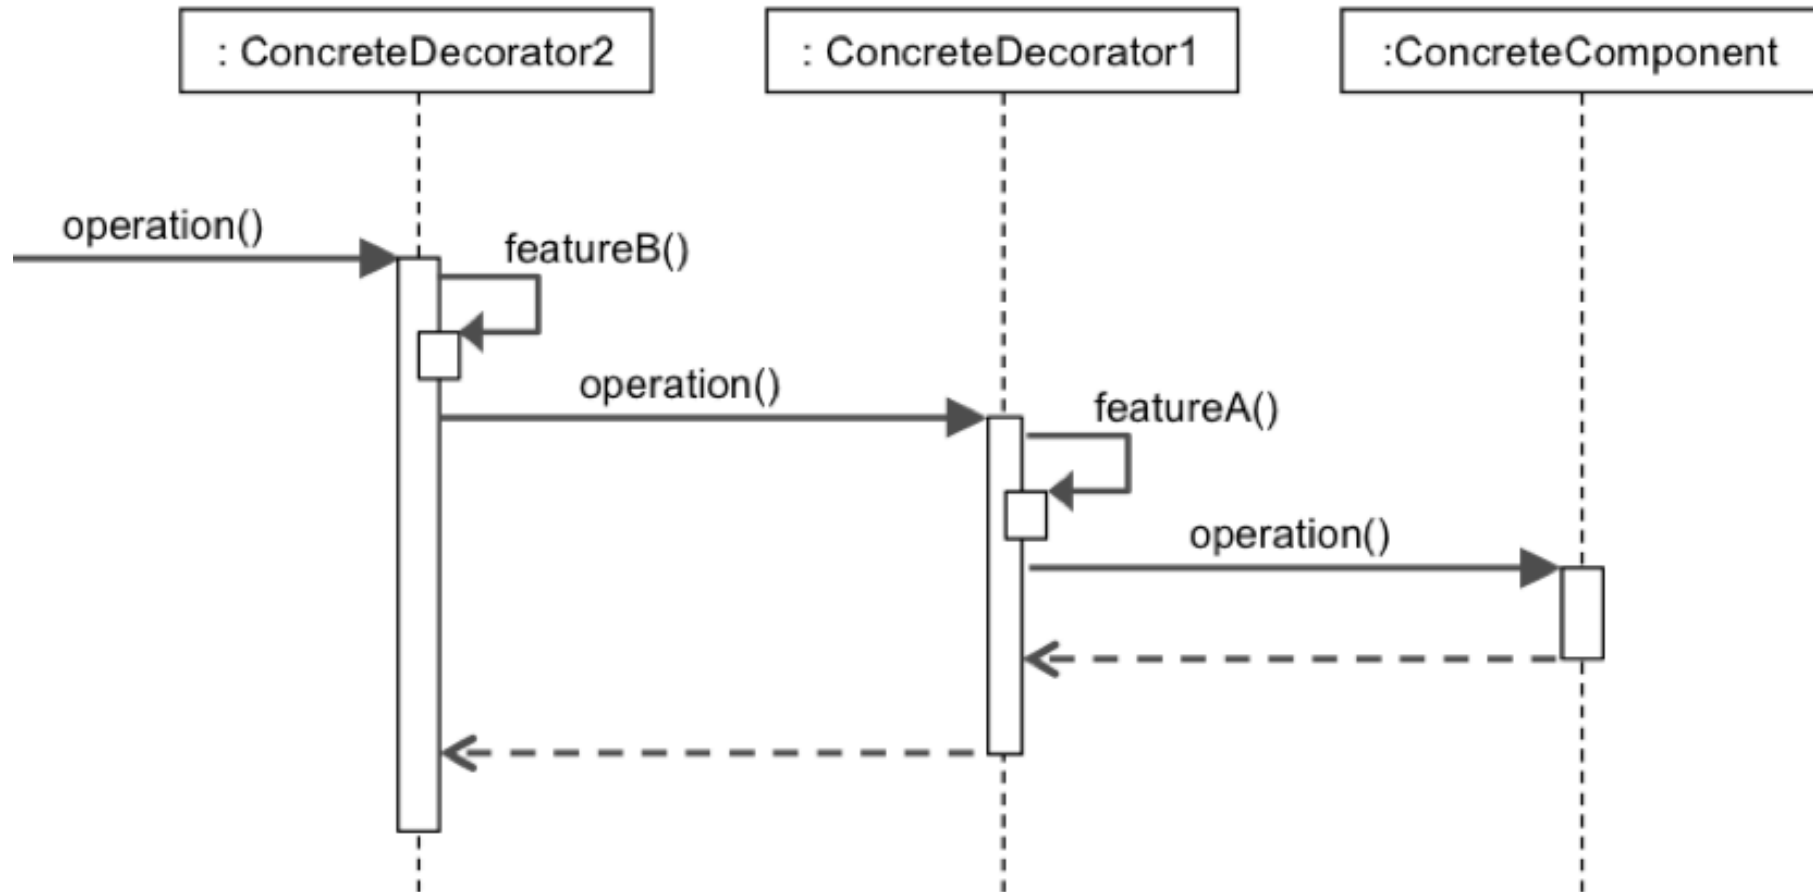 : ConcreteDecorator2
: ConcreteDecorator1
:ConcreteComponent
operation()
featureB()
operation()
featureA()
operation()